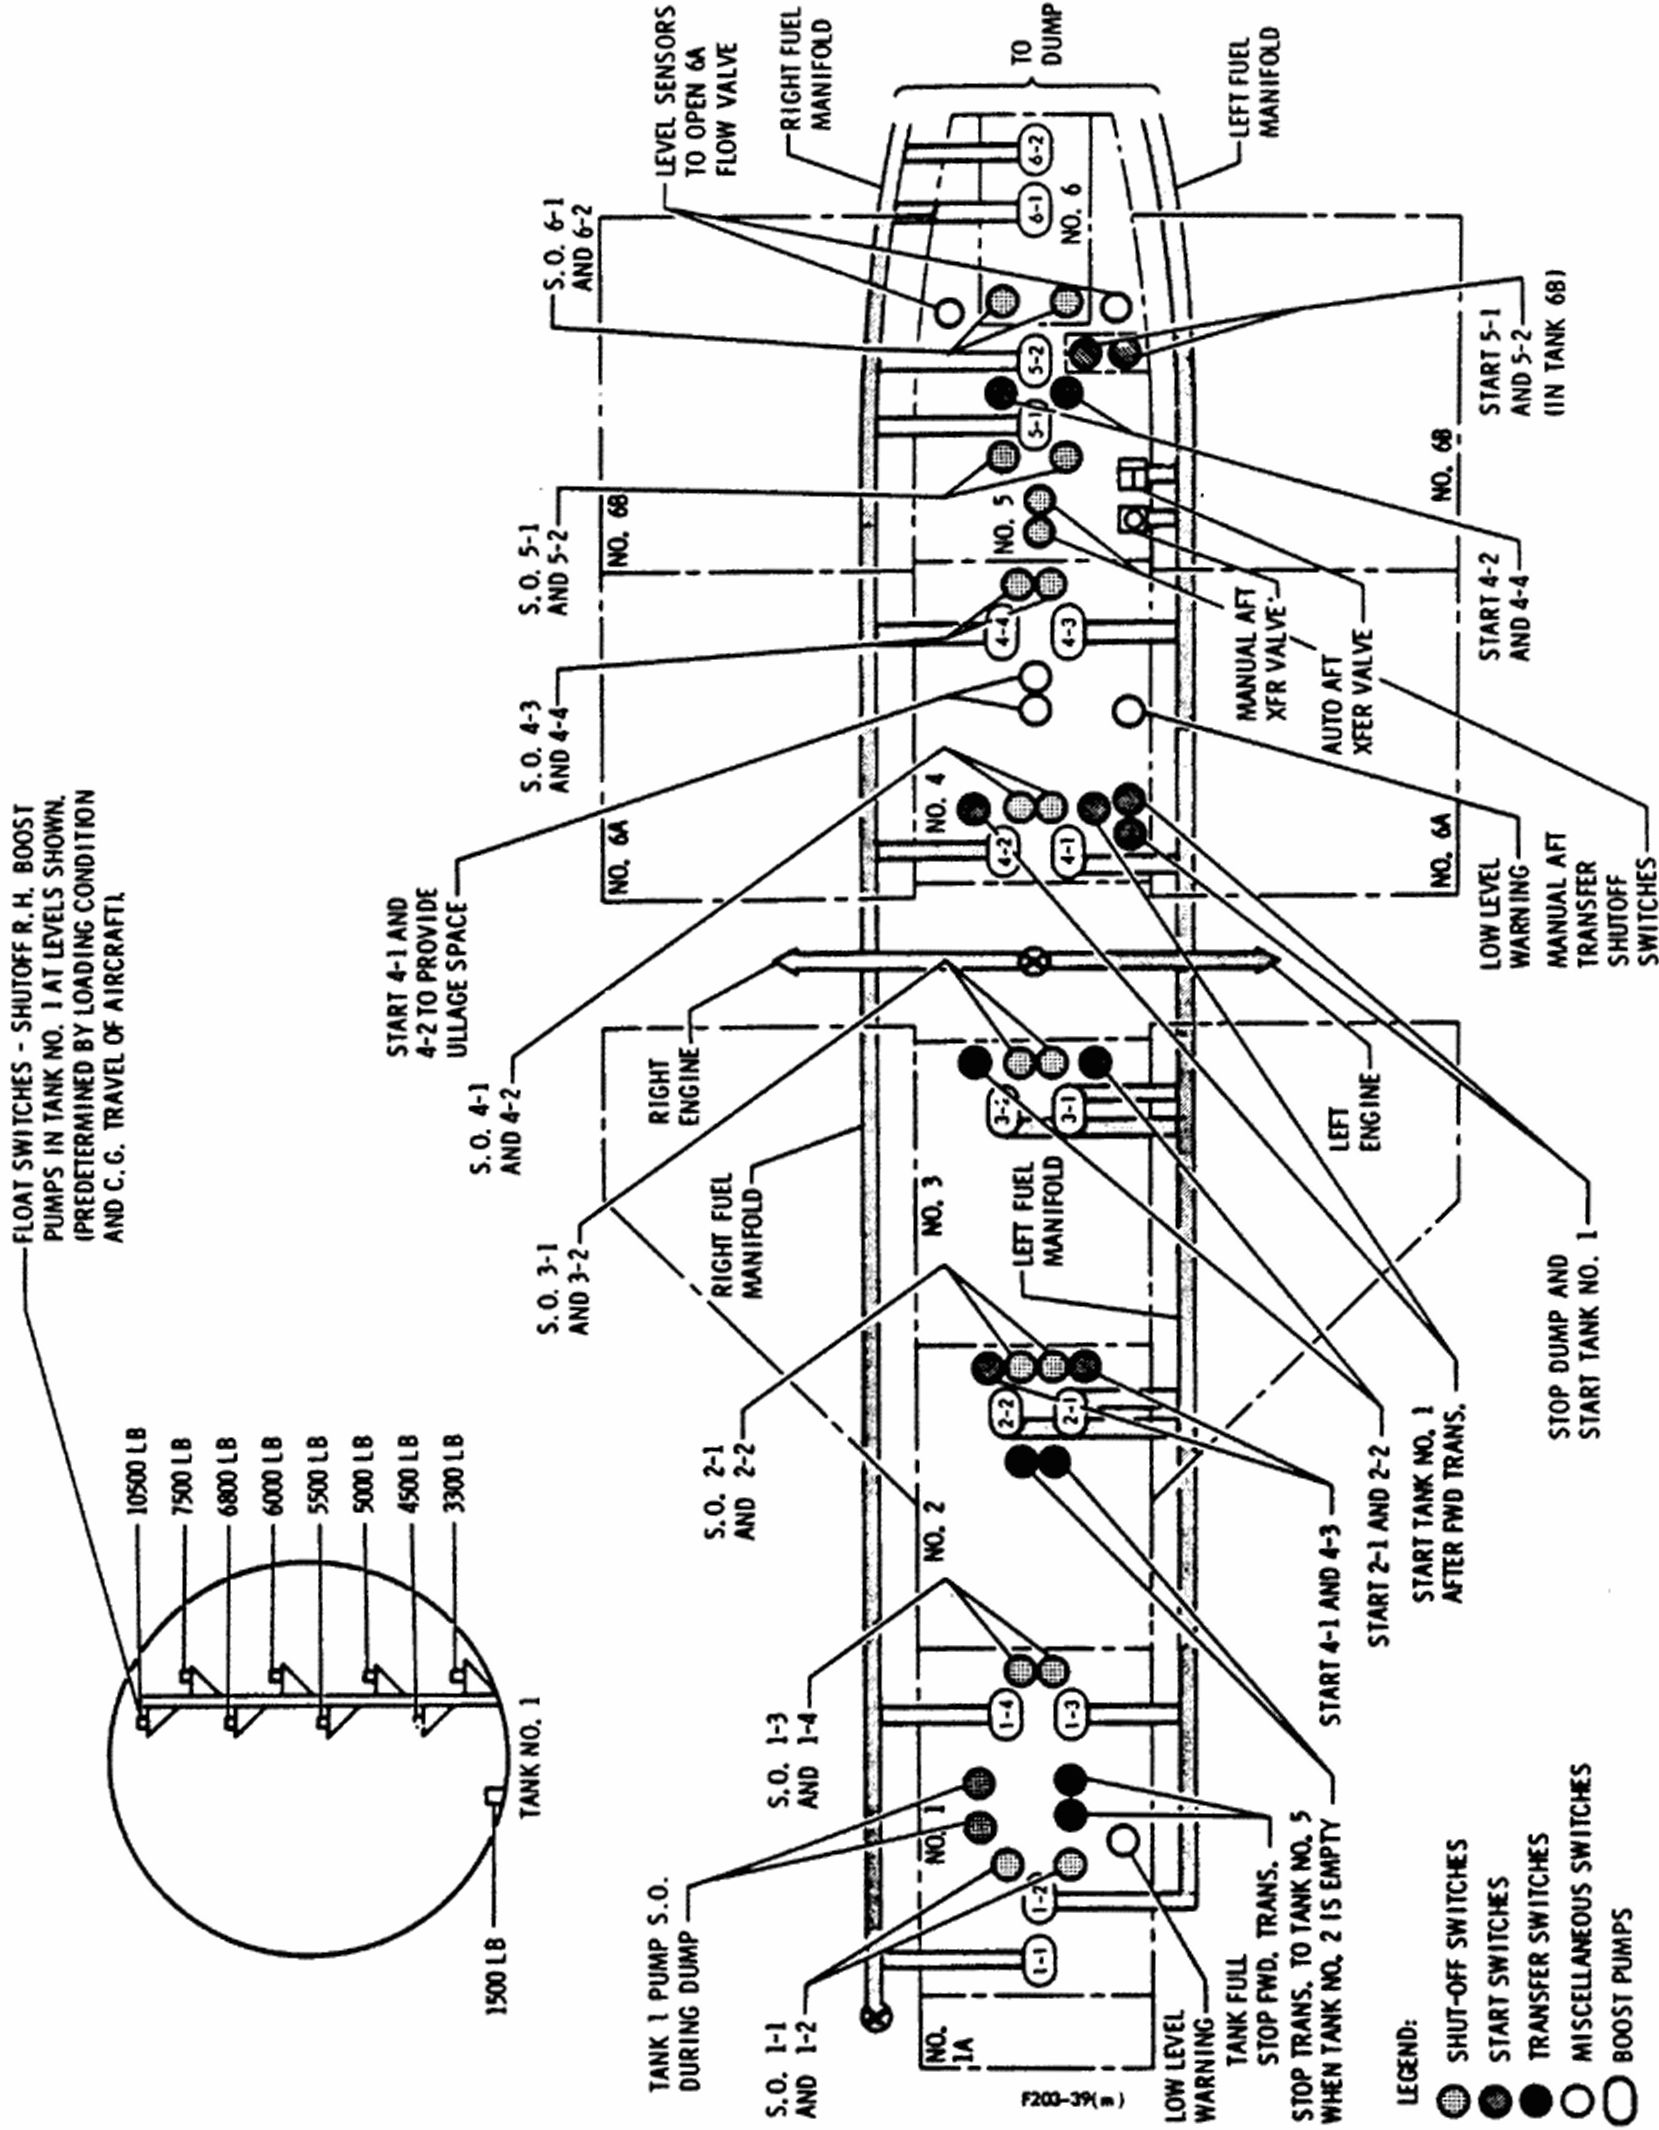 FLOAT SWITCHES - SHUTOFF R.H. BOOST
PUMPS IN TANK NO. 1 AT LEVELS SHOWN.
(PREDETERMINED BY LOADING CONDITION
AND C.G. TRAVEL OF AIRCRAFT).
10500 LB
7500 LB
6800 LB
6000 LB
5500 LB
5000 LB
4500 LB
3300 LB
1500 LB
TANK NO. 1
START 4-1 AND
4-2 TO PROVIDE
ULLAGE SPACE
S.O. 4-1
AND 4-2
S.O. 3-1
AND 3-2
S.O. 2-1
AND 2-2
S.O. 1-3
AND 1-4
TANK 1 PUMP S.O.
DURING DUMP
S.O. 1-1
AND 1-2
S.O. 4-3
AND 4-4
S.O. 5-1
AND 5-2
S.O. 6-1
AND 6-2
LEVEL SENSORS
TO OPEN 6A
FLOW VALVE
RIGHT FUEL
MANIFOLD
TO
DUMP
LEFT FUEL
MANIFOLD
RIGHT
ENGINE
RIGHT FUEL
MANIFOLD
LEFT FUEL
MANIFOLD
LEFT
ENGINE
NO.
1A
NO. 1
NO. 2
NO. 3
NO. 4
NO. 5
NO. 6
NO. 6A
NO. 6B
NO. 6A
NO. 6B
1-1
1-2
1-4
1-3
2-2
2-1
3-2
3-1
4-2
4-1
4-4
4-3
5-1
5-2
6-1
6-2
MANUAL AFT
XFR VALVE
AUTO AFT
XFER VALVE
START 5-1
AND 5-2
(IN TANK 6B)
START 4-2
AND 4-4
LOW LEVEL
WARNING
MANUAL AFT
TRANSFER
SHUTOFF
SWITCHES
STOP DUMP AND
START TANK NO. 1
START TANK NO. 1
AFTER FWD TRANS.
START 2-1 AND 2-2
START 4-1 AND 4-3
STOP TRANS. TO TANK NO. 5
WHEN TANK NO. 2 IS EMPTY
TANK FULL
STOP FWD. TRANS.
LOW LEVEL
WARNING
F203-39(m)
LEGEND:
SHUT-OFF SWITCHES
START SWITCHES
TRANSFER SWITCHES
MISCELLANEOUS SWITCHES
BOOST PUMPS